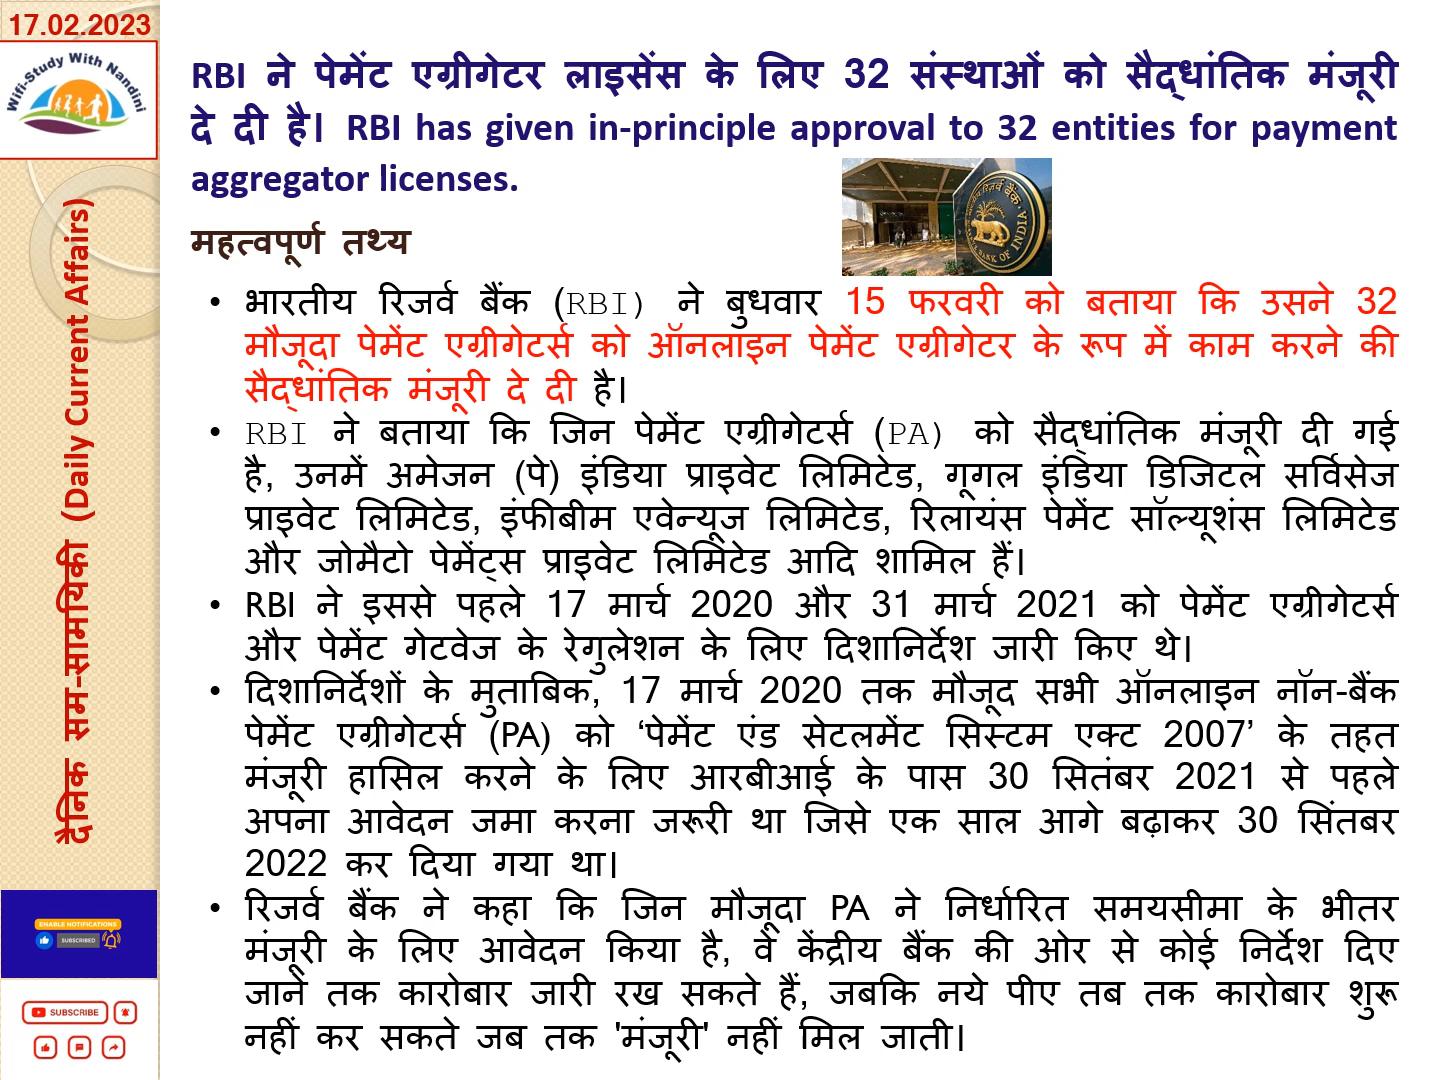 17.02.2023
Wifi-Study With Nandini
दैनिक सम-सामयिकी (Daily Current Affairs)
ENABLE NOTIFICATIONS
SUBSCRIBED
SUBSCRIBE
RBI ने पेमेंट एग्रीगेटर लाइसेंस के लिए 32 संस्थाओं को सैद्धांतिक मंजूरी
दे दी है। RBI has given in-principle approval to 32 entities for payment
aggregator licenses.
महत्वपूर्ण तथ्य
• भारतीय रिजर्व बैंक (RBI) ने बुधवार 15 फरवरी को बताया कि उसने 32
मौजूदा पेमेंट एग्रीगेटर्स को ऑनलाइन पेमेंट एग्रीगेटर के रूप में काम करने की
सैद्धांतिक मंजूरी दे दी है।
• RBI ने बताया कि जिन पेमेंट एग्रीगेटर्स (PA) को सैद्धांतिक मंजूरी दी गई
है, उनमें अमेजन (पे) इंडिया प्राइवेट लिमिटेड, गूगल इंडिया डिजिटल सर्विसेज
प्राइवेट लिमिटेड, इंफीबीम एवेन्यूज लिमिटेड, रिलायंस पेमेंट सॉल्यूशंस लिमिटेड
और जोमैटो पेमेंट्स प्राइवेट लिमिटेड आदि शामिल हैं।
• RBI ने इससे पहले 17 मार्च 2020 और 31 मार्च 2021 को पेमेंट एग्रीगेटर्स
और पेमेंट गेटवेज के रेगुलेशन के लिए दिशानिर्देश जारी किए थे।
• दिशानिर्देशों के मुताबिक, 17 मार्च 2020 तक मौजूद सभी ऑनलाइन नॉन-बैंक
पेमेंट एग्रीगेटर्स (PA) को ‘पेमेंट एंड सेटलमेंट सिस्टम एक्ट 2007’ के तहत
मंजूरी हासिल करने के लिए आरबीआई के पास 30 सितंबर 2021 से पहले
अपना आवेदन जमा करना जरूरी था जिसे एक साल आगे बढ़ाकर 30 सिंतबर
2022 कर दिया गया था।
• रिजर्व बैंक ने कहा कि जिन मौजूदा PA ने निर्धारित समयसीमा के भीतर
मंजूरी के लिए आवेदन किया है, वे केंद्रीय बैंक की ओर से कोई निर्देश दिए
जाने तक कारोबार जारी रख सकते हैं, जबकि नये पीए तब तक कारोबार शुरू
नहीं कर सकते जब तक 'मंजूरी' नहीं मिल जाती।